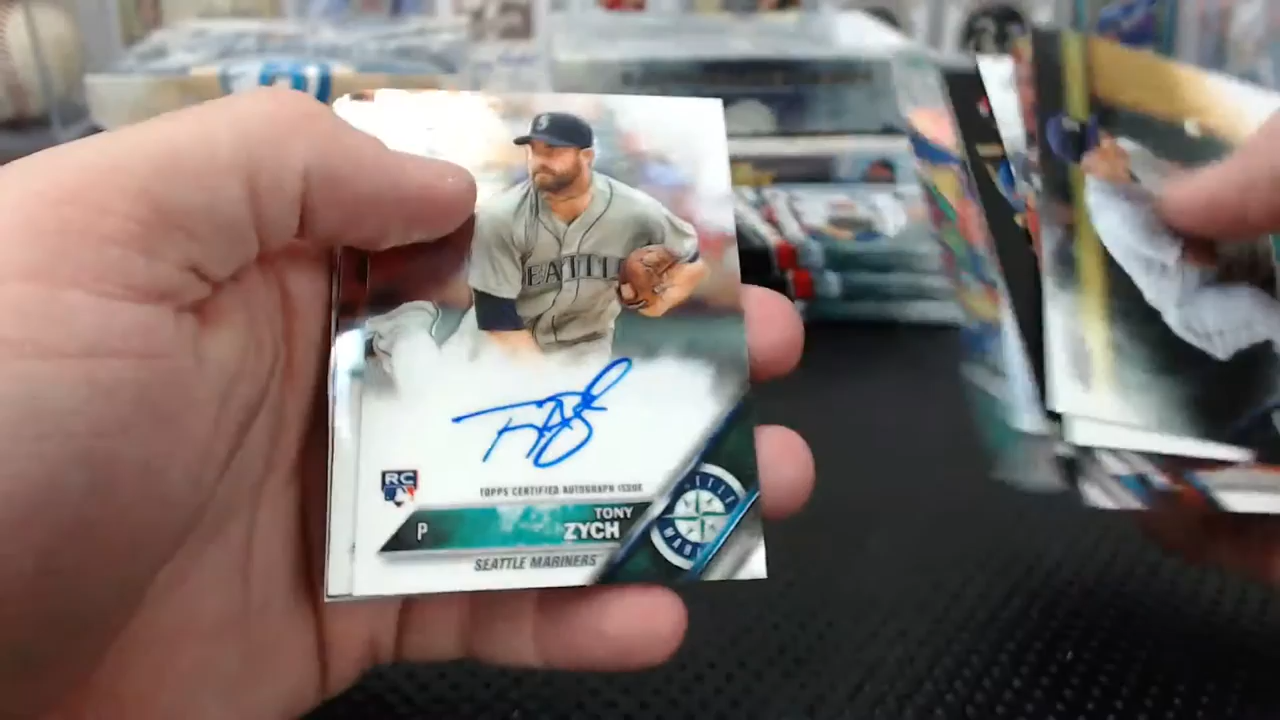 S
SEATTLE
RC
TOPPS CERTIFIED AUTOGRAPH ISSUE
P
TONY
ZYCH
SEATTLE MARINERS